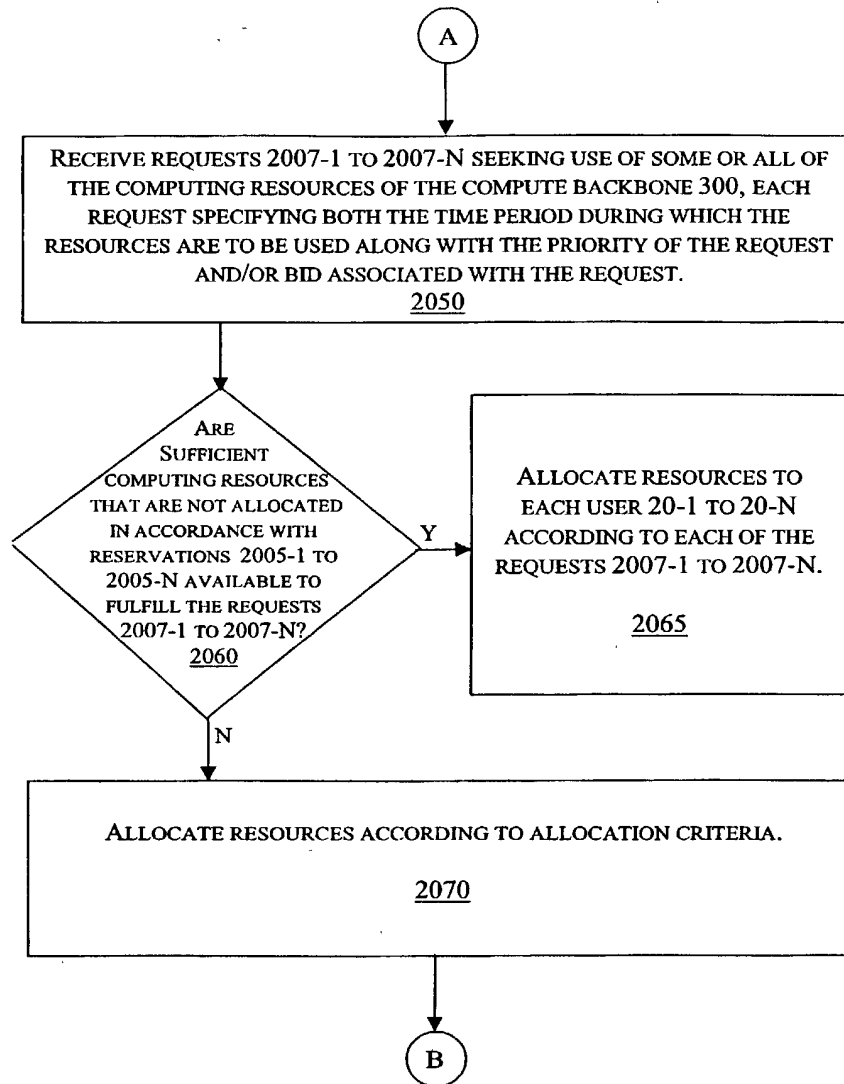 A
RECEIVE REQUESTS 2007-1 TO 2007-N SEEKING USE OF SOME OR ALL OF
THE COMPUTING RESOURCES OF THE COMPUTE BACKBONE 300, EACH
REQUEST SPECIFYING BOTH THE TIME PERIOD DURING WHICH THE
RESOURCES ARE TO BE USED ALONG WITH THE PRIORITY OF THE REQUEST
AND/OR BID ASSOCIATED WITH THE REQUEST.
2050
ARE
SUFFICIENT
COMPUTING RESOURCES
THAT ARE NOT ALLOCATED
IN ACCORDANCE WITH
RESERVATIONS 2005-1 TO
2005-N AVAILABLE TO
FULFILL THE REQUESTS
2007-1 TO 2007-N?
2060
Y
ALLOCATE RESOURCES TO
EACH USER 20-1 TO 20-N
ACCORDING TO EACH OF THE
REQUESTS 2007-1 TO 2007-N.
2065
N
ALLOCATE RESOURCES ACCORDING TO ALLOCATION CRITERIA.
2070
B